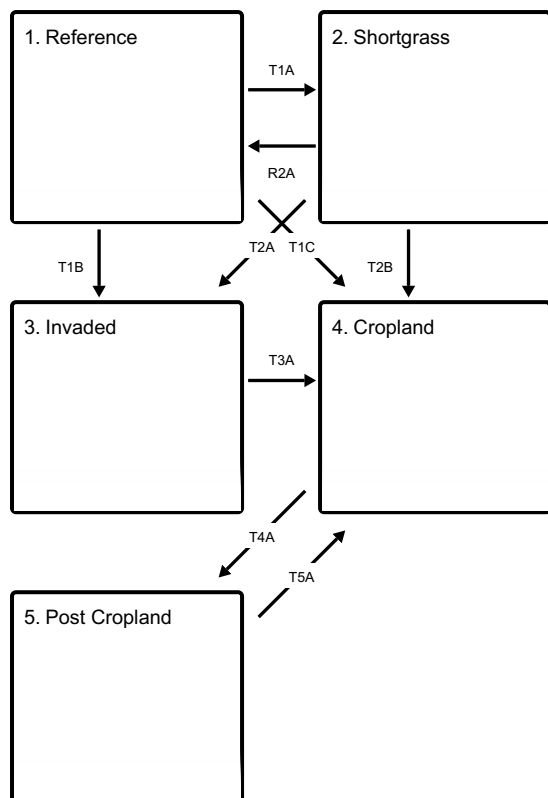 1. Reference
2. Shortgrass
T1A
R2A
T1B
T2A
T1C
T2B
3. Invaded
4. Cropland
T3A
T4A
T5A
5. Post Cropland